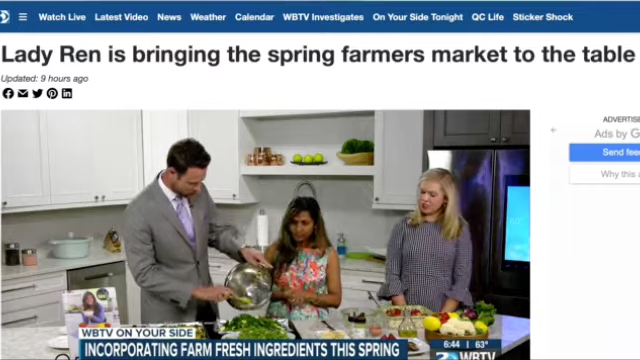 Watch Live Latest Video News Weather Calendar WBTV Investigates On Your Side Tonight QC Life Sticker Shock
Lady Ren is bringing the spring farmers market to the table
Updated: 9 hours ago
ADVERTISE
Ads by G
Send fee
Why this a
WBTV ON YOUR SIDE
INCORPORATING FARM FRESH INGREDIENTS THIS SPRING
6:44 63°
WBTV